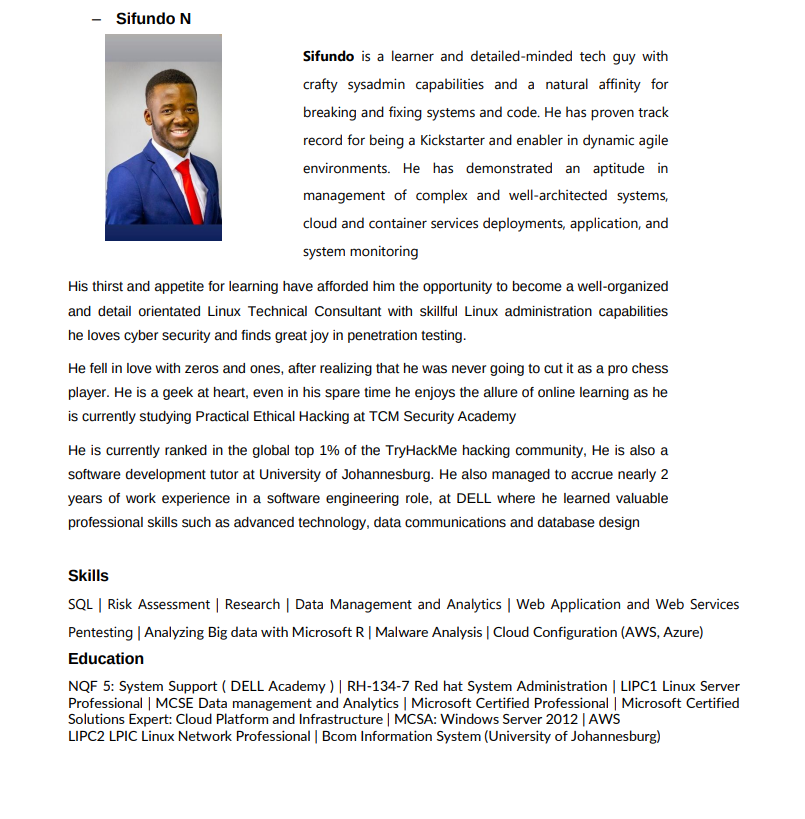 – Sifundo N
Sifundo is a learner and detailed-minded tech guy with
crafty sysadmin capabilities and a natural affinity for
breaking and fixing systems and code. He has proven track
record for being a Kickstarter and enabler in dynamic agile
environments. He has demonstrated an aptitude in
management of complex and well-architected systems,
cloud and container services deployments, application, and
system monitoring
His thirst and appetite for learning have afforded him the opportunity to become a well-organized
and detail orientated Linux Technical Consultant with skillful Linux administration capabilities
he loves cyber security and finds great joy in penetration testing.
He fell in love with zeros and ones, after realizing that he was never going to cut it as a pro chess
player. He is a geek at heart, even in his spare time he enjoys the allure of online learning as he
is currently studying Practical Ethical Hacking at TCM Security Academy
He is currently ranked in the global top 1% of the TryHackMe hacking community, He is also a
software development tutor at University of Johannesburg. He also managed to accrue nearly 2
years of work experience in a software engineering role, at DELL where he learned valuable
professional skills such as advanced technology, data communications and database design
Skills
SQL | Risk Assessment | Research | Data Management and Analytics | Web Application and Web Services
Pentesting | Analyzing Big data with Microsoft R | Malware Analysis | Cloud Configuration (AWS, Azure)
Education
NQF 5: System Support ( DELL Academy ) | RH-134-7 Red hat System Administration | LIPC1 Linux Server
Professional | MCSE Data management and Analytics | Microsoft Certified Professional | Microsoft Certified
Solutions Expert: Cloud Platform and Infrastructure | MCSA: Windows Server 2012 | AWS
LIPC2 LPIC Linux Network Professional | Bcom Information System (University of Johannesburg)